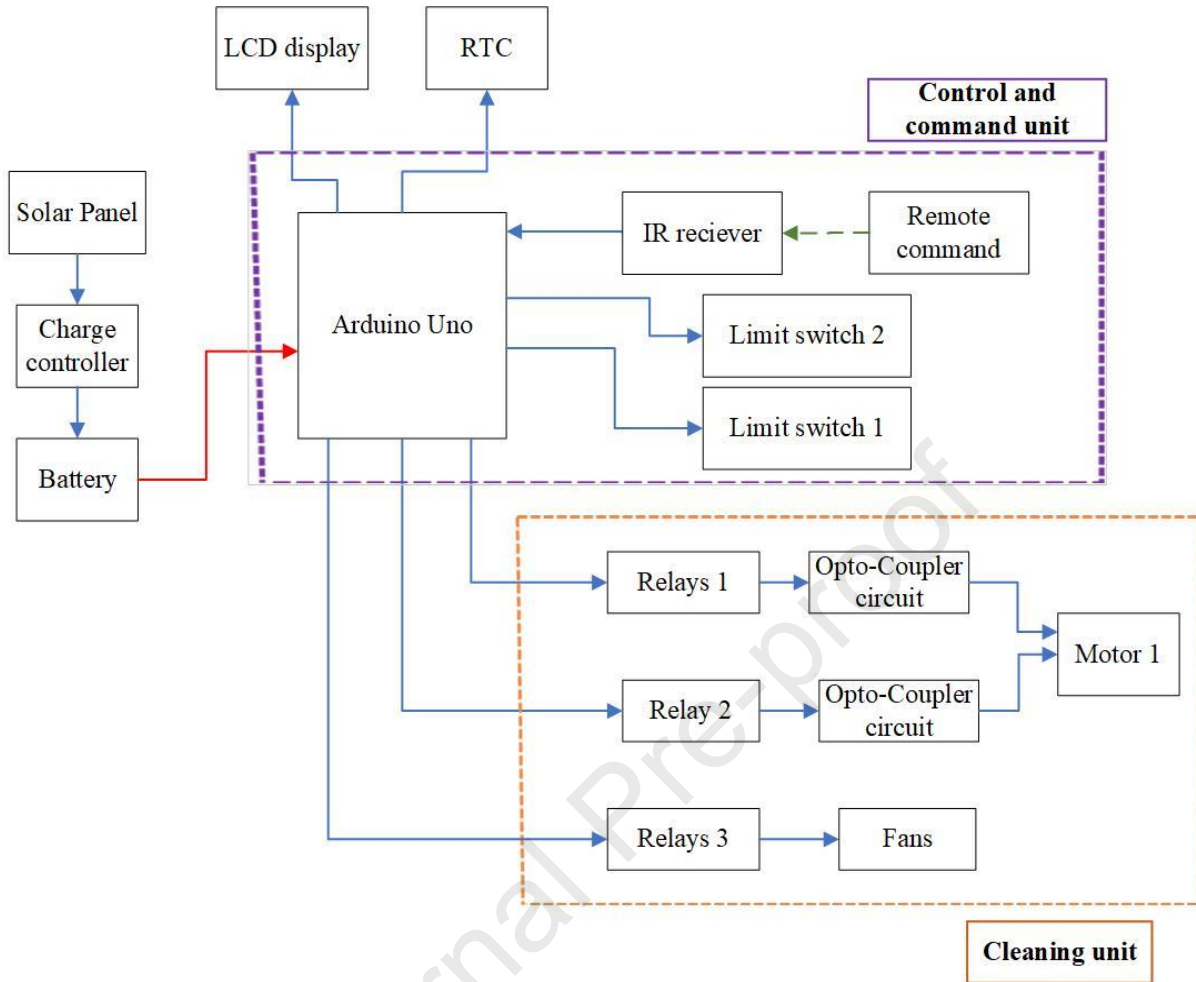 LCD display
RTC
Control and
command unit
Solar Panel
IR reciever
Remote
command
Charge
controller
Arduino Uno
Limit switch 2
Limit switch 1
Battery
Relays 1
Opto-Coupler
circuit
Motor 1
Relay 2
Opto-Coupler
circuit
Relays 3
Fans
Cleaning unit
rnal Pre-proof